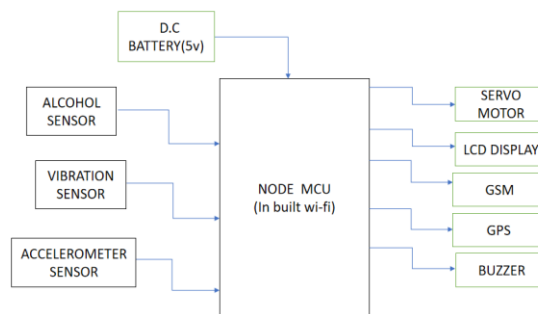 D.C
BATTERY(5v)
ALCOHOL
SENSOR
VIBRATION
SENSOR
ACCELEROMETER
SENSOR
NODE MCU
(In built wi-fi)
SERVO
MOTOR
LCD DISPLAY
GSM
GPS
BUZZER